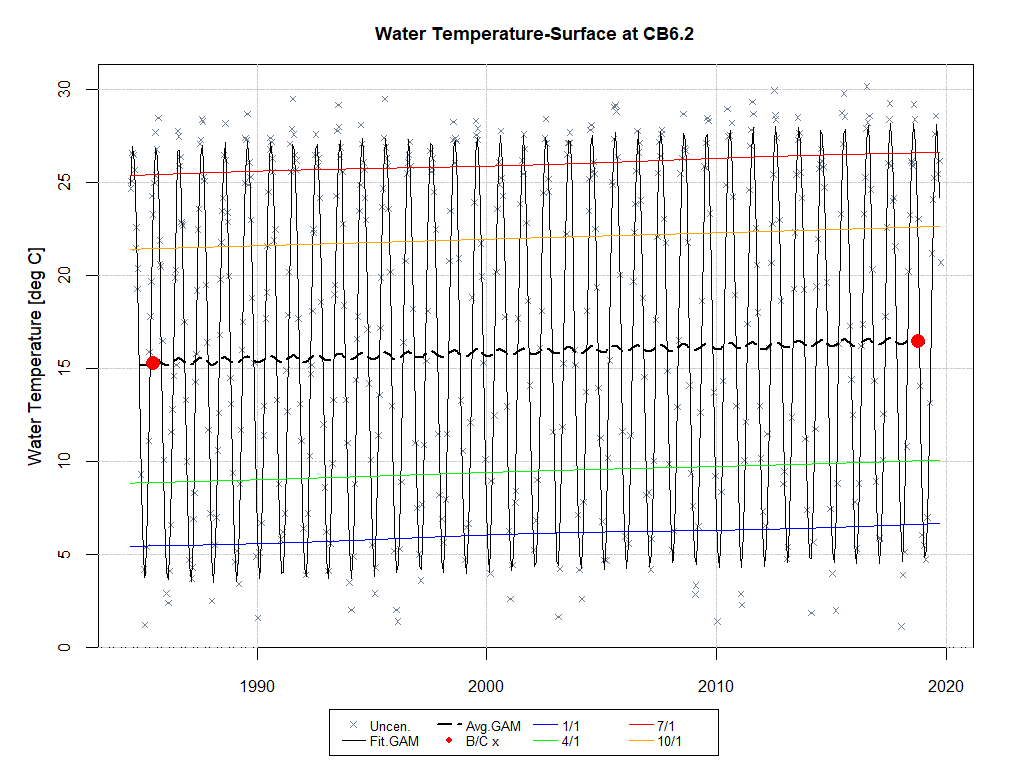 Water Temperature-Surface at CB6.2
Water Temperature [deg C]
30
25
20
15
10
5
0
1990
2000
2010
2020
Uncen.
Avg.GAM
1/1
7/1
Fit.GAM
B/C x
4/1
10/1